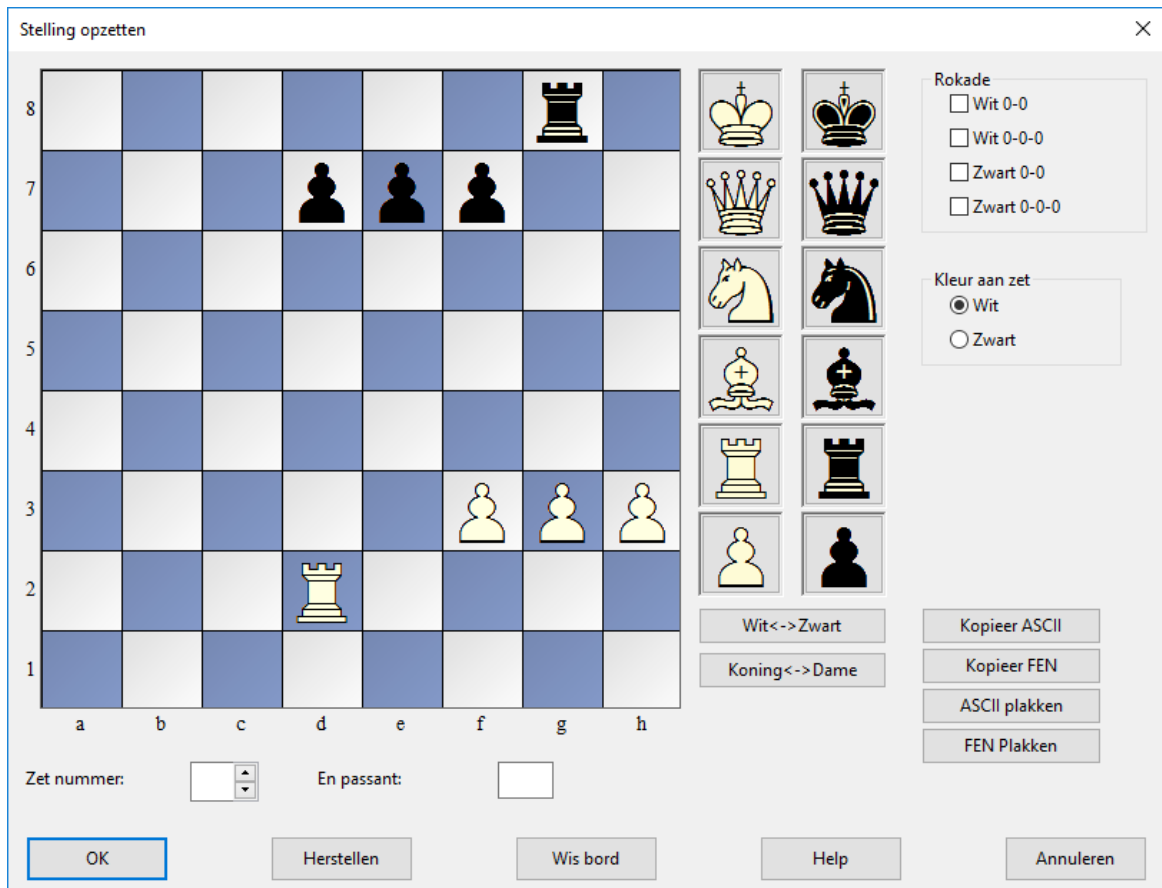 Stelling opzetten
8
7
6
5
4
3
2
1
a b c d e f g h
Rokade
Wit 0-0
Wit 0-0-0
Zwart 0-0
Zwart 0-0-0
Kleur aan zet
Wit
Zwart
Wit<->Zwart
Koning<->Dame
Kopieer ASCII
Kopieer FEN
ASCII plakken
FEN Plakken
Zet nummer:
En passant:
OK
Herstellen
Wis bord
Help
Annuleren